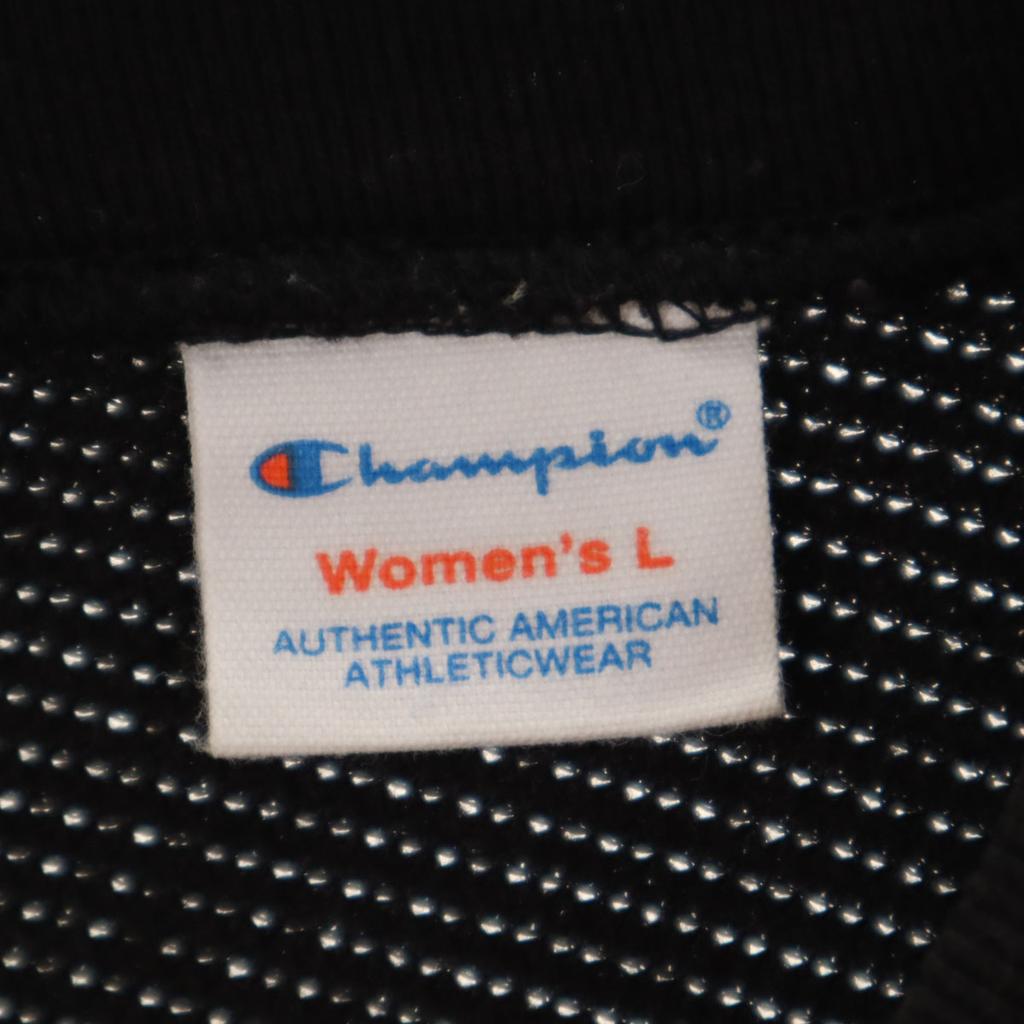 Champion®
Women's L
AUTHENTIC AMERICAN
ATHLETICWEAR